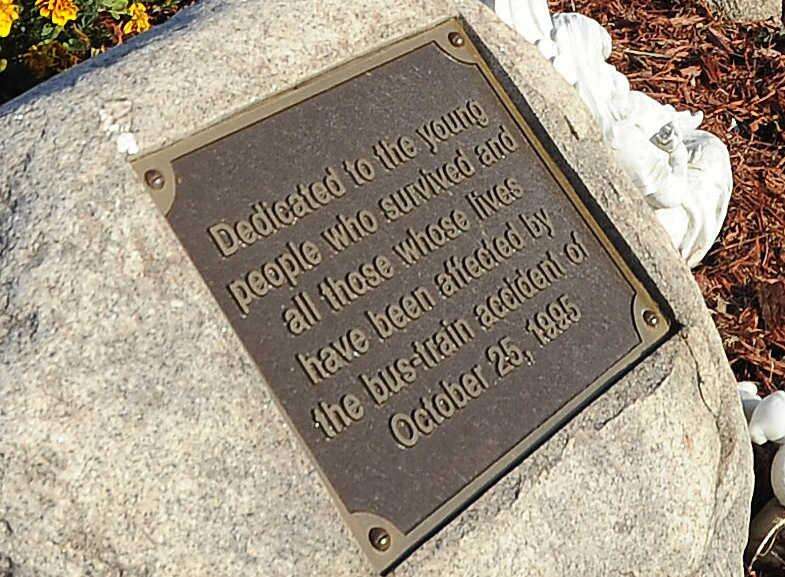 Dedicated to the young
people who survived and
all those whose lives
have been affected by
the bus-train accident of
October 25, 1995